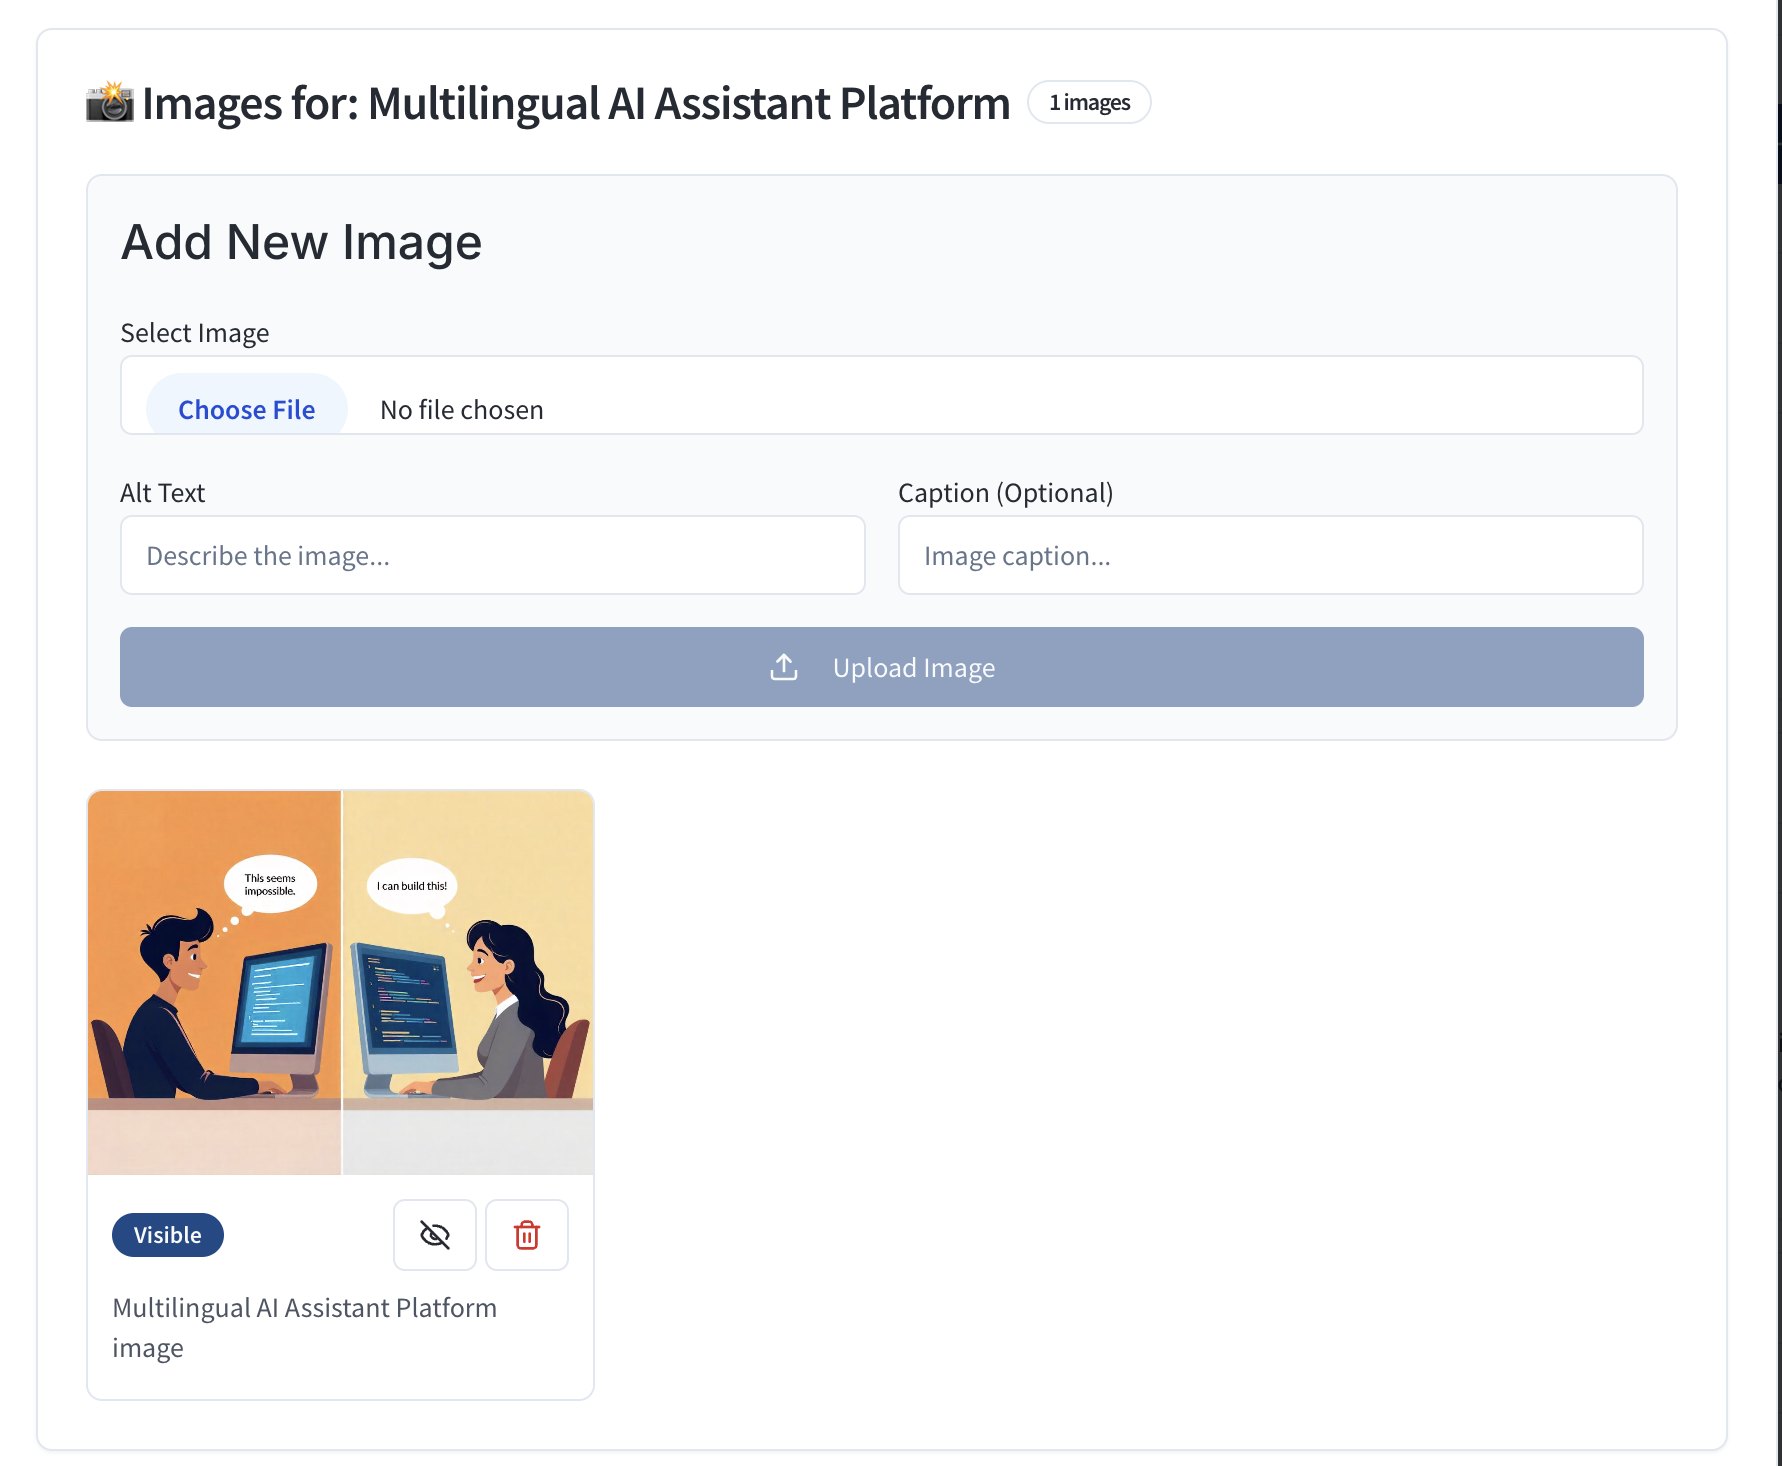 Images for: Multilingual AI Assistant Platform
1 images
Add New Image
Select Image
Choose File
No file chosen
Alt Text
Caption (Optional)
Describe the image...
Image caption...
Upload Image
This seems
impossible.
I can build this!
Visible
Multilingual AI Assistant Platform
image